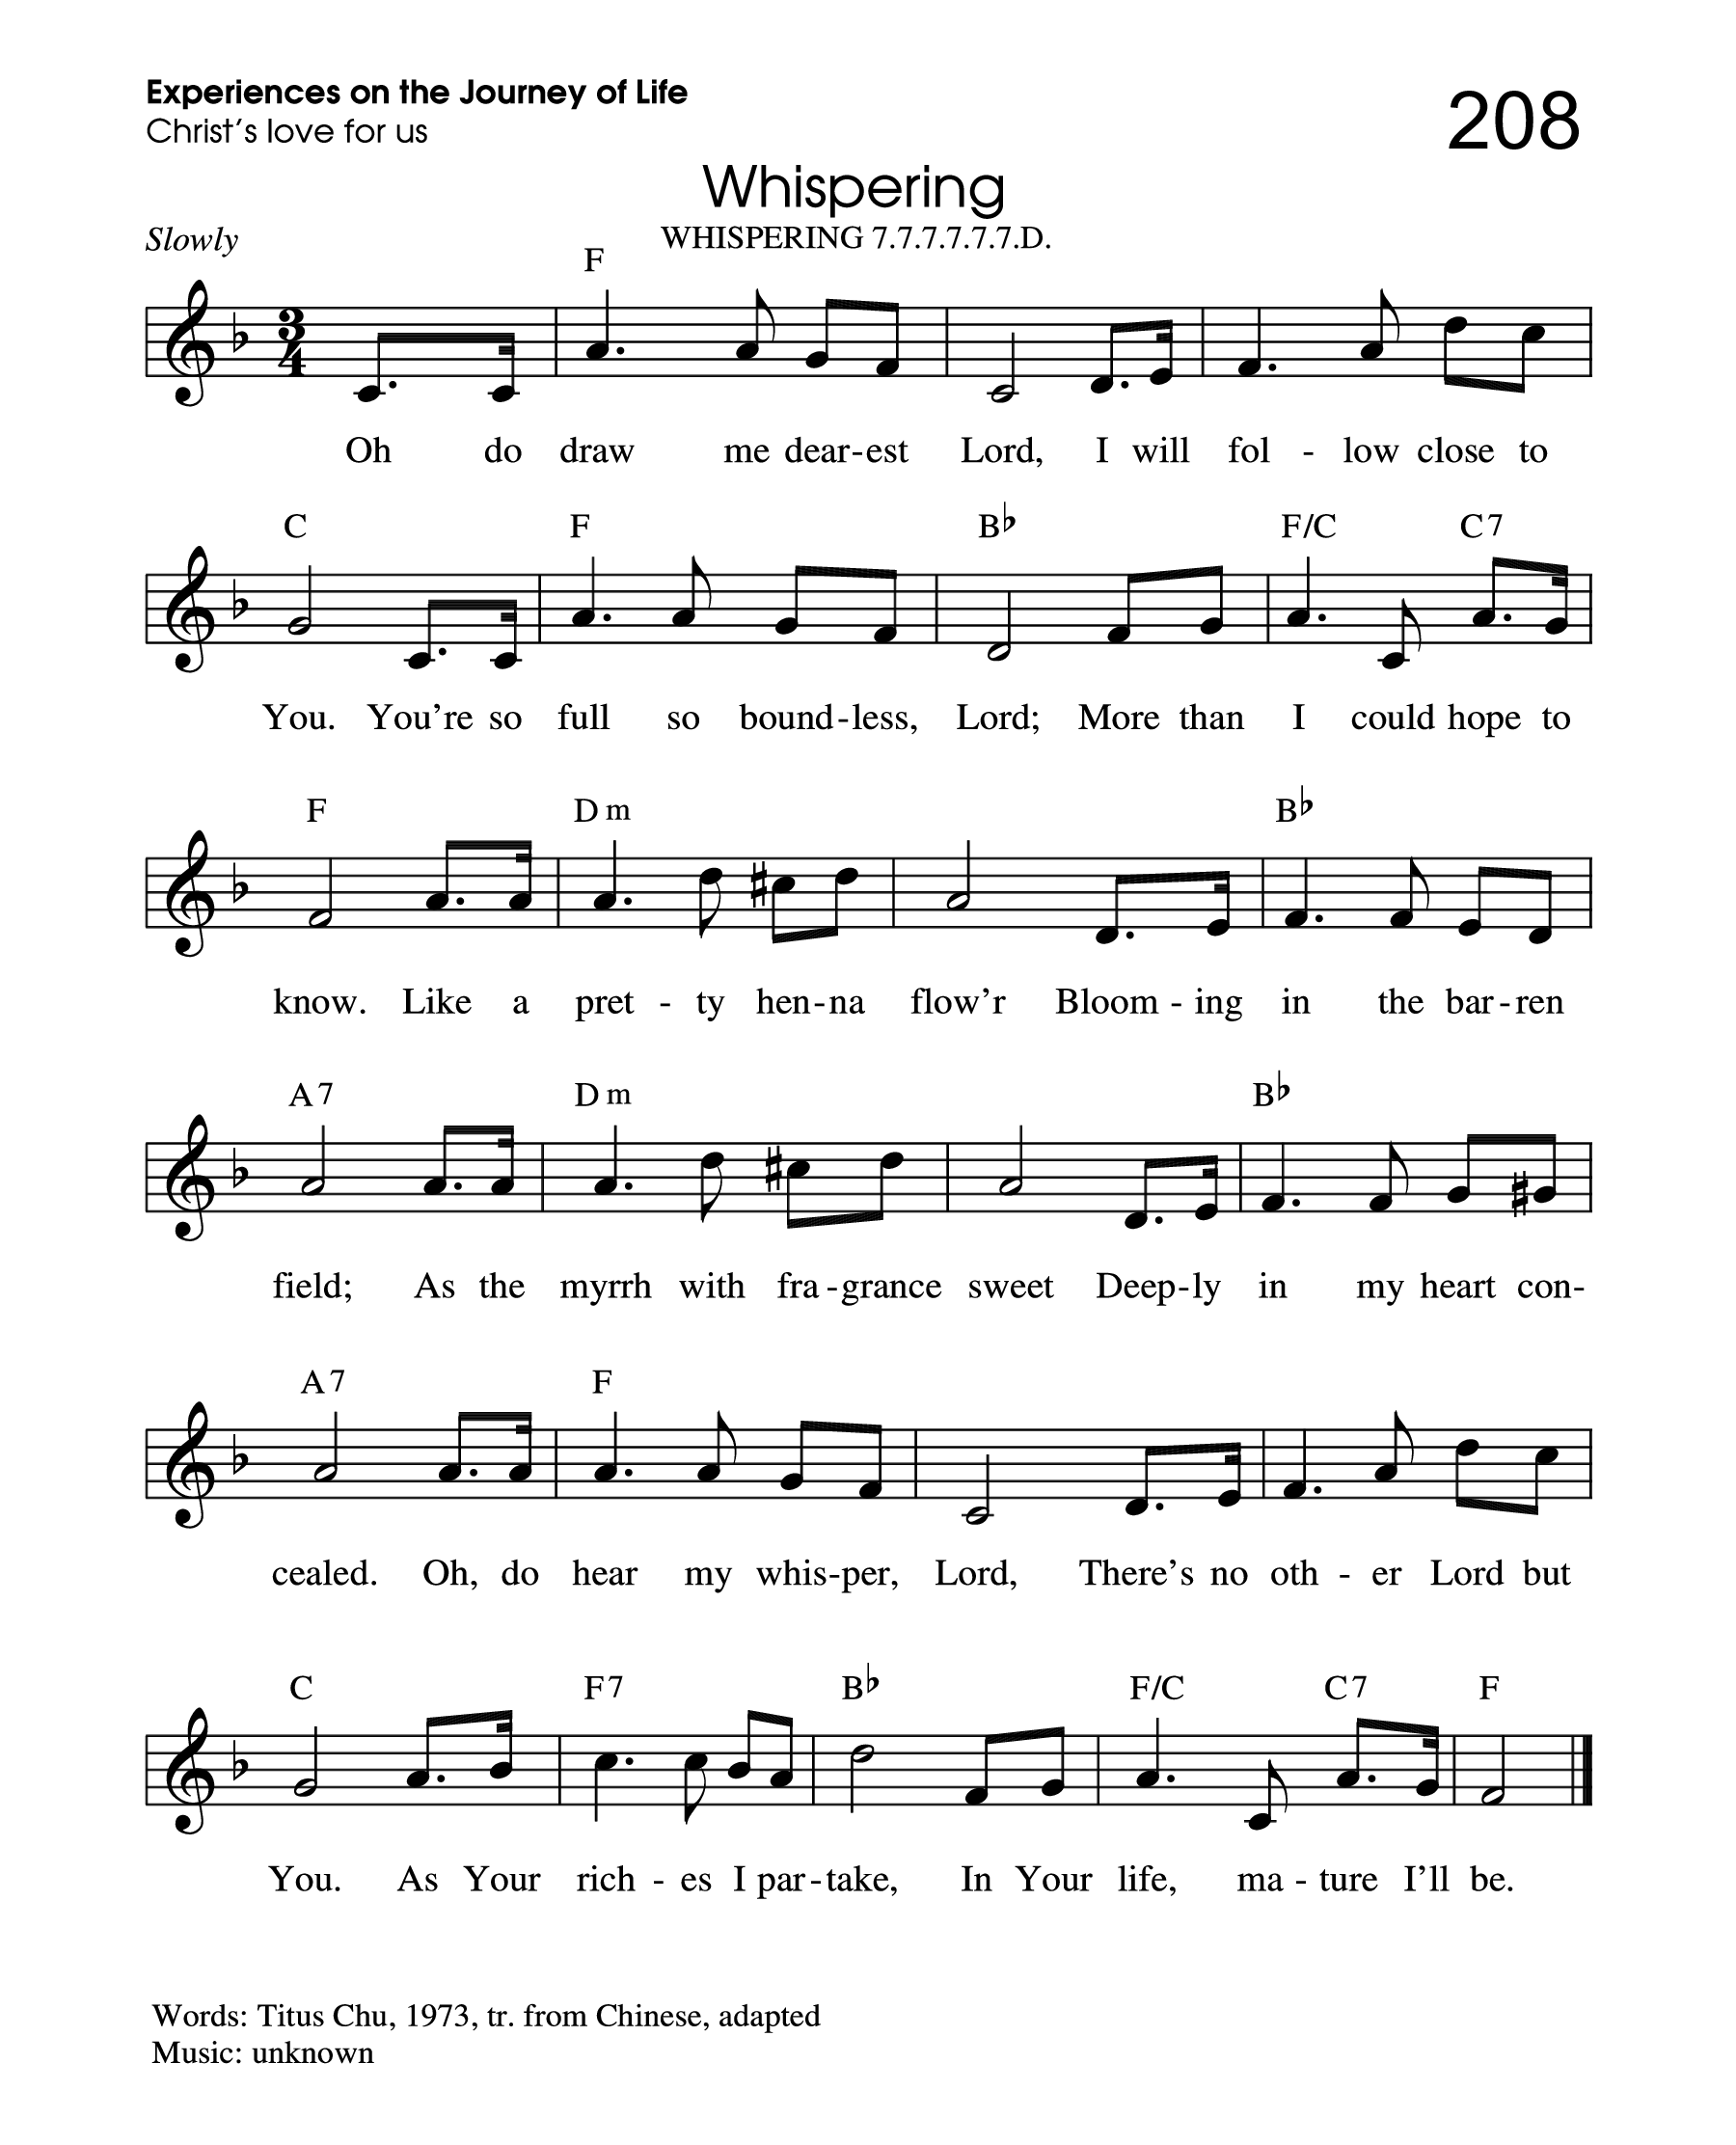 Experiences on the Journey of Life
208
Christ's love for us
Whispering
Slowly
WHISPERING 7.7.7.7.7.7.D.
F
3
4
Oh do draw me dear-est Lord, I will fol - low close to
C F B♭ F/C C7
You. You're so full so bound-less, Lord; More than I could hope to
F Dm B♭
know. Like a pret - ty hen-na flow'r Bloom - ing in the bar-ren
A7 Dm B♭
field; As the myrrh with fra-grance sweet Deep-ly in my heart con-
A7 F
cealed. Oh, do hear my whis-per, Lord, There's no oth - er Lord but
C F7 B♭ F/C C7 F
You. As Your rich - es I par-take, In Your life, ma - ture I'll be.
Words: Titus Chu, 1973, tr. from Chinese, adapted
Music: unknown